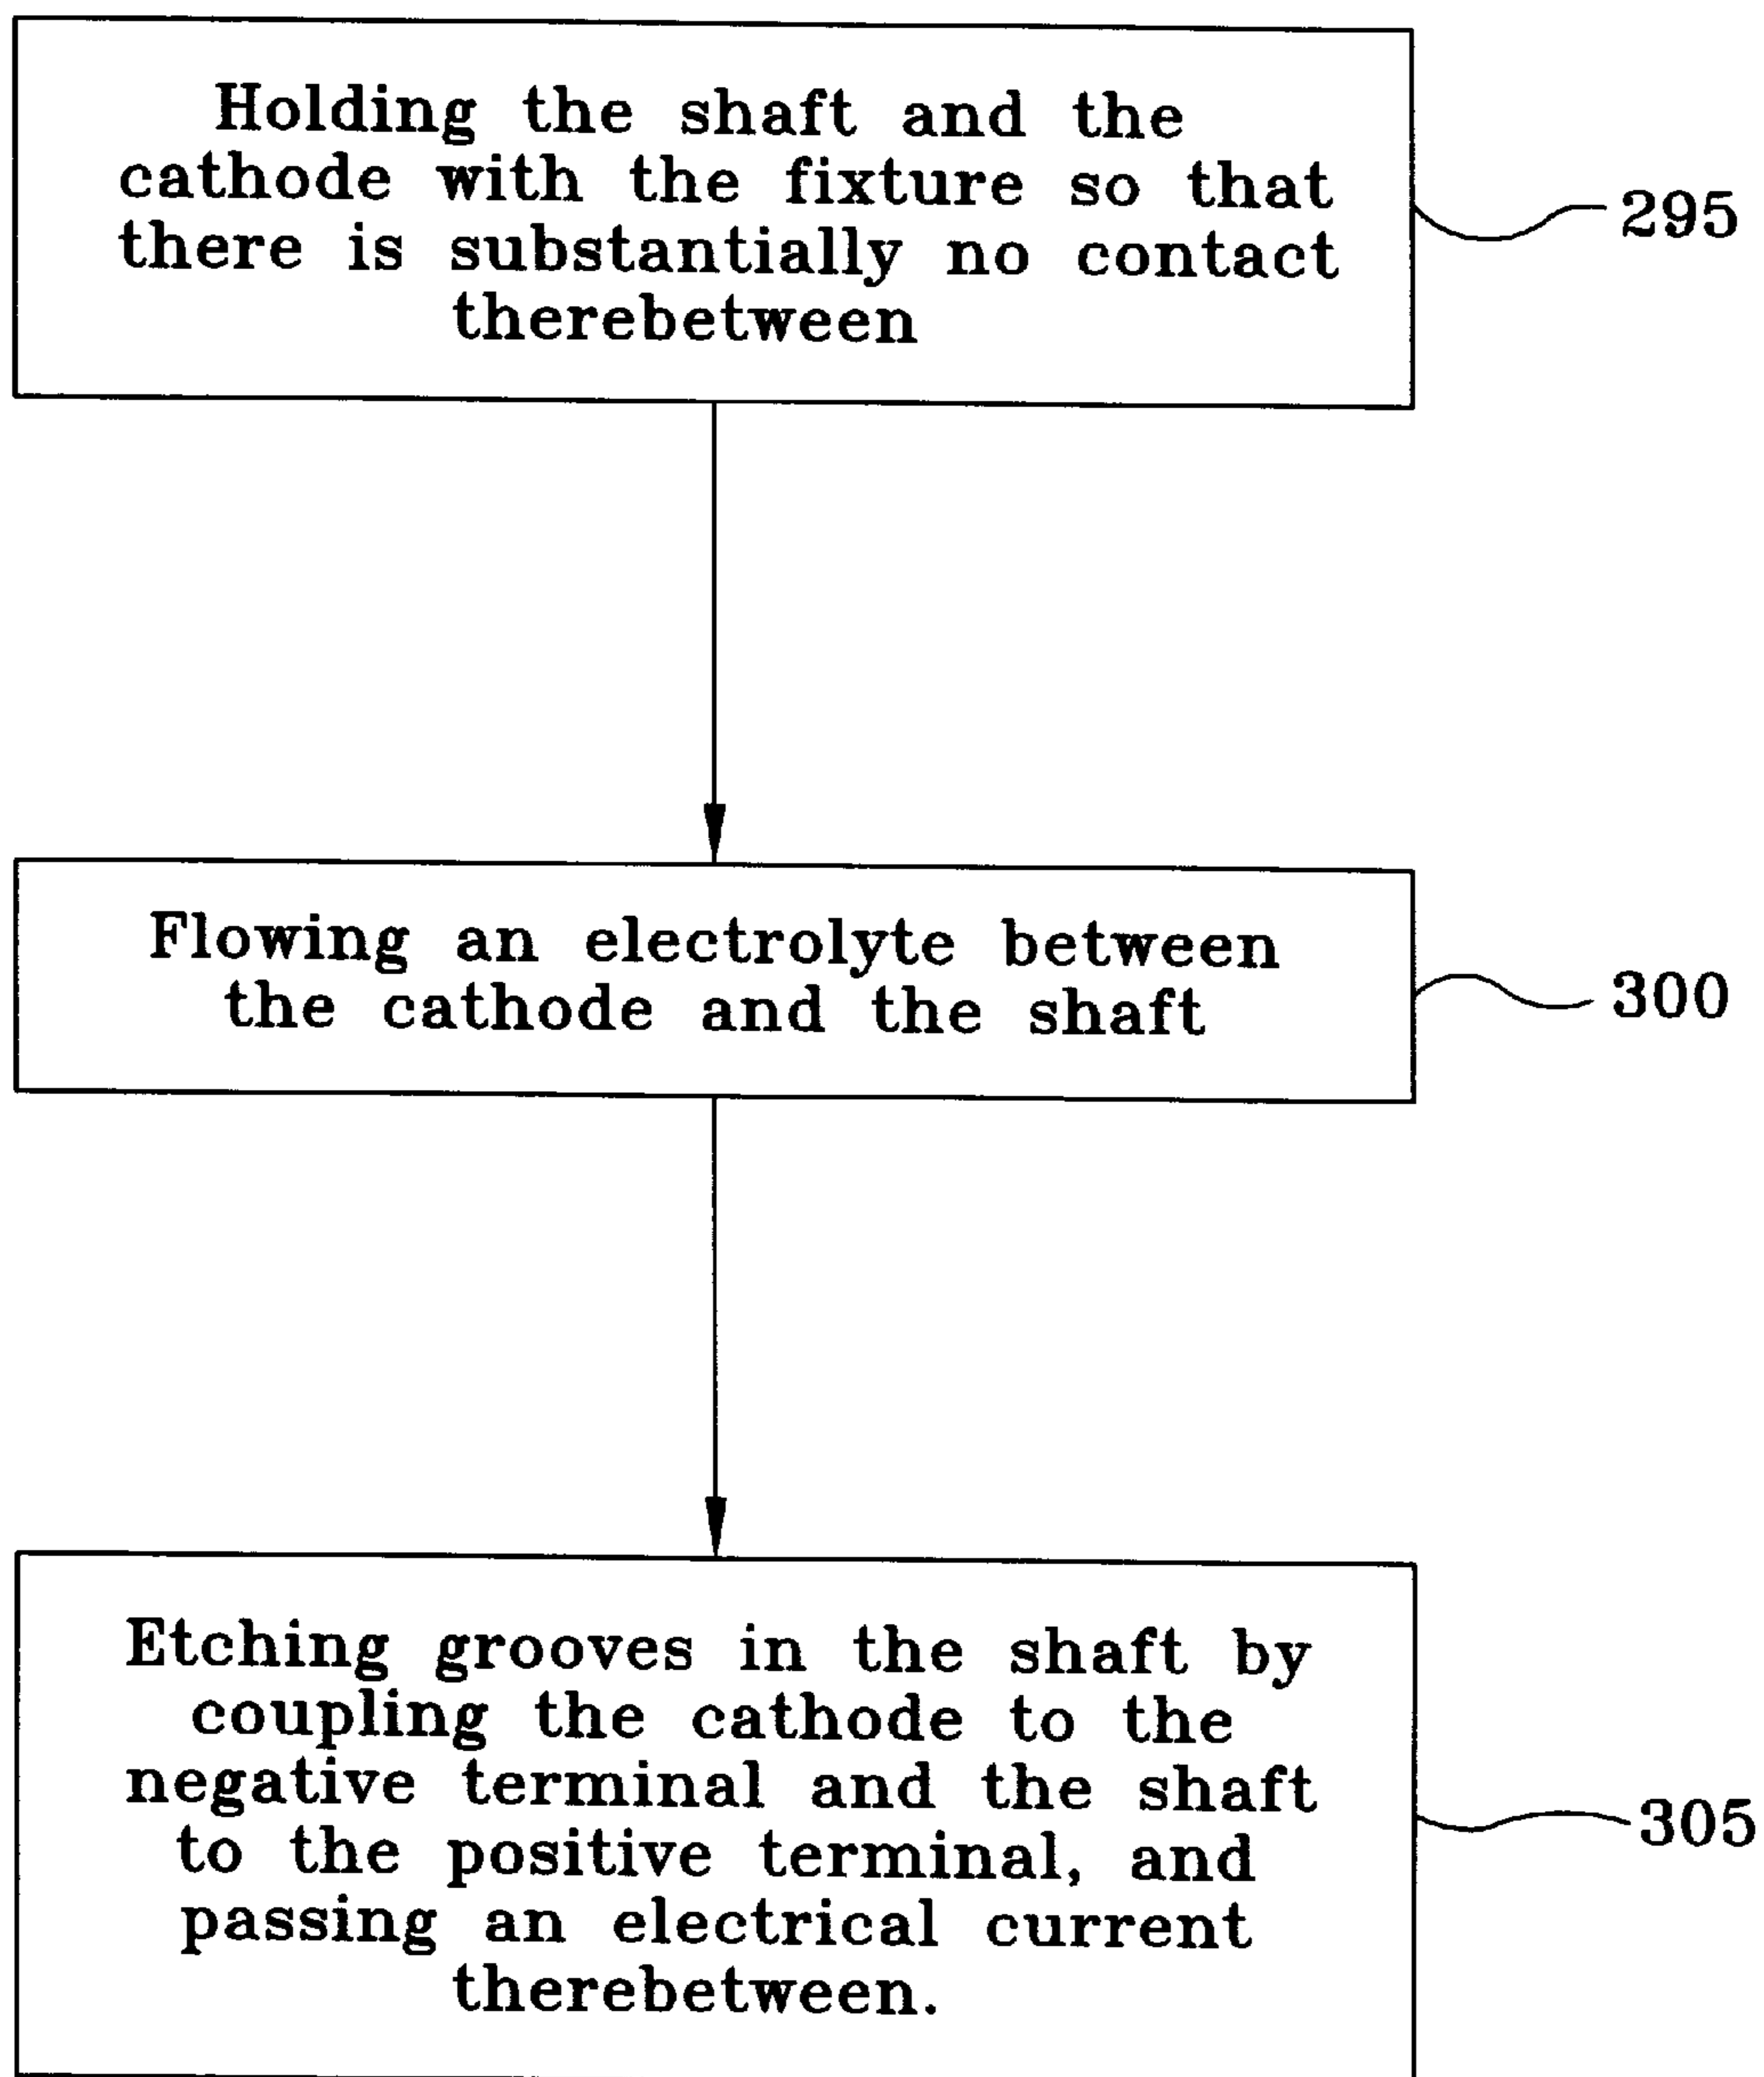 Holding the shaft and the
cathode with the fixture so that
there is substantially no contact
therebetween
295
Flowing an electrolyte between
the cathode and the shaft
300
Etching grooves in the shaft by
coupling the cathode to the
negative terminal and the shaft
to the positive terminal, and
passing an electrical current
therebetween.
305